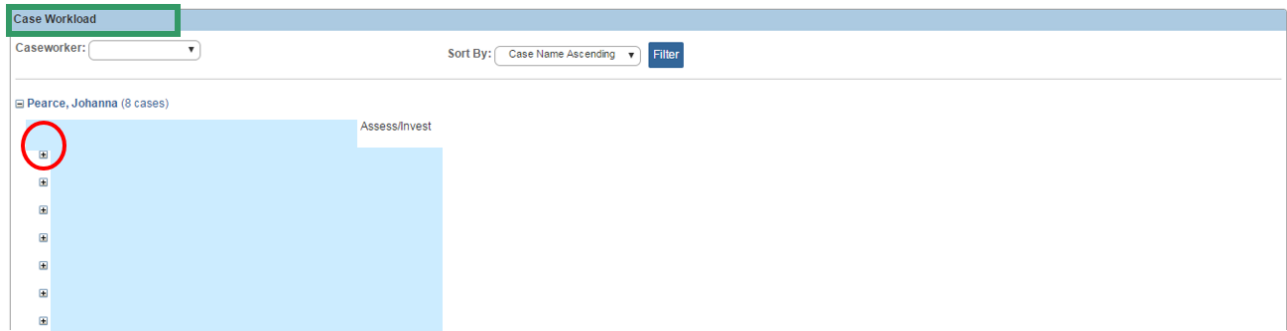 Case Workload
Caseworker: Sort By: Case Name Ascending Filter
Pearce, Johanna (8 cases)
Assess/Invest